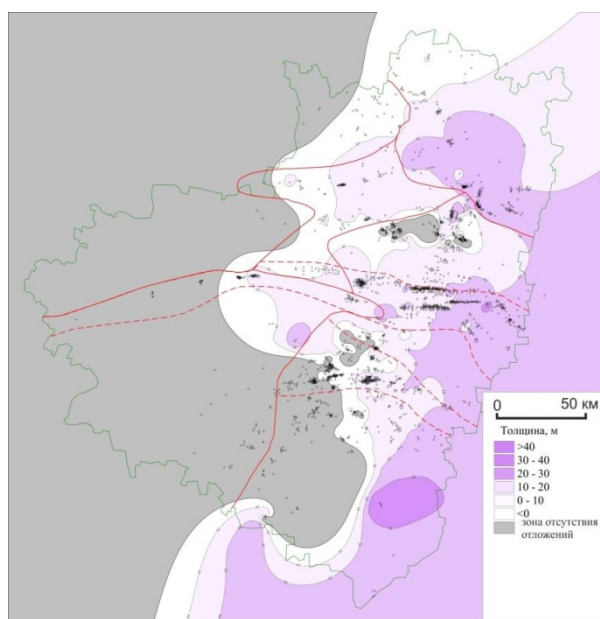 0 50 км
Толщина, м
>40
30 - 40
20 - 30
10 - 20
0 - 10
<0
зона отсутствия
отложений